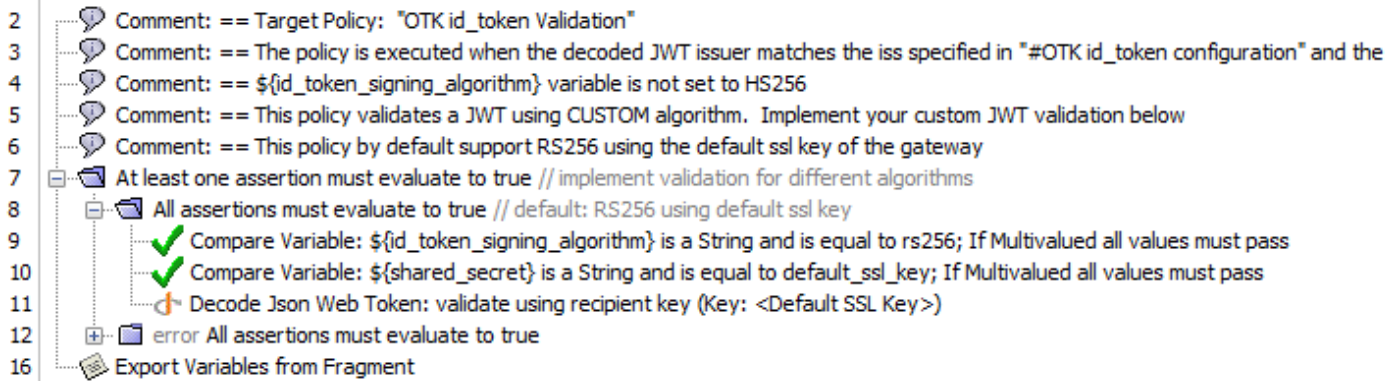 2 Comment: == Target Policy: "OTK id_token Validation"
3 Comment: == The policy is executed when the decoded JWT issuer matches the iss specified in "#OTK id_token configuration" and the
4 Comment: == ${id_token_signing_algorithm} variable is not set to HS256
5 Comment: == This policy validates a JWT using CUSTOM algorithm. Implement your custom JWT validation below
6 Comment: == This policy by default support RS256 using the default ssl key of the gateway
7 At least one assertion must evaluate to true // implement validation for different algorithms
8 All assertions must evaluate to true // default: RS256 using default ssl key
9 Compare Variable: ${id_token_signing_algorithm} is a String and is equal to rs256; If Multivalued all values must pass
10 Compare Variable: ${shared_secret} is a String and is equal to default_ssl_key; If Multivalued all values must pass
11 Decode Json Web Token: validate using recipient key (Key: <Default SSL Key>)
12 error All assertions must evaluate to true
16 Export Variables from Fragment